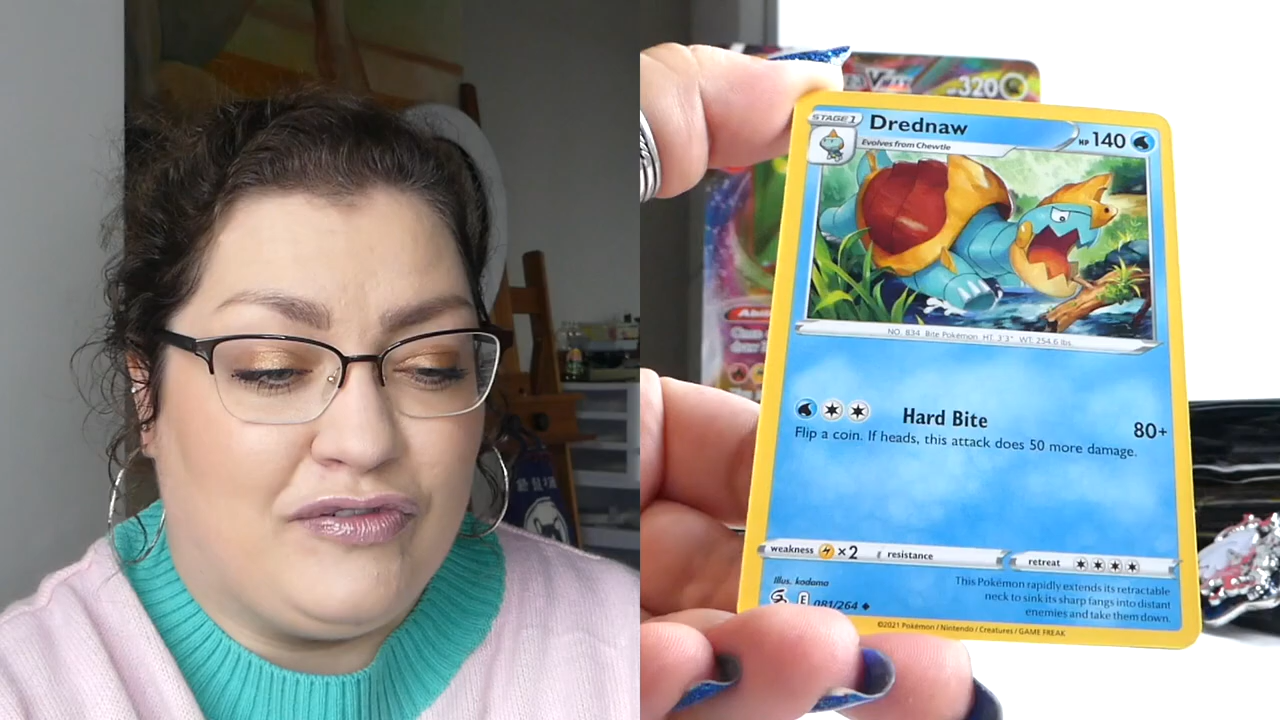 320
STAGE 1
Drednaw
HP 140
Evolves from Chewtle
NO. 834 Bite Pokémon HT: 3'3" WT: 254.6 lbs.
Hard Bite 80+
Flip a coin. If heads, this attack does 50 more damage.
weakness ×2 resistance retreat
Illus. kodama
E 081/264
This Pokémon rapidly extends its retractable
neck to sink its sharp fangs into distant
enemies and take them down.
©2021 Pokémon / Nintendo / Creatures / GAME FREAK